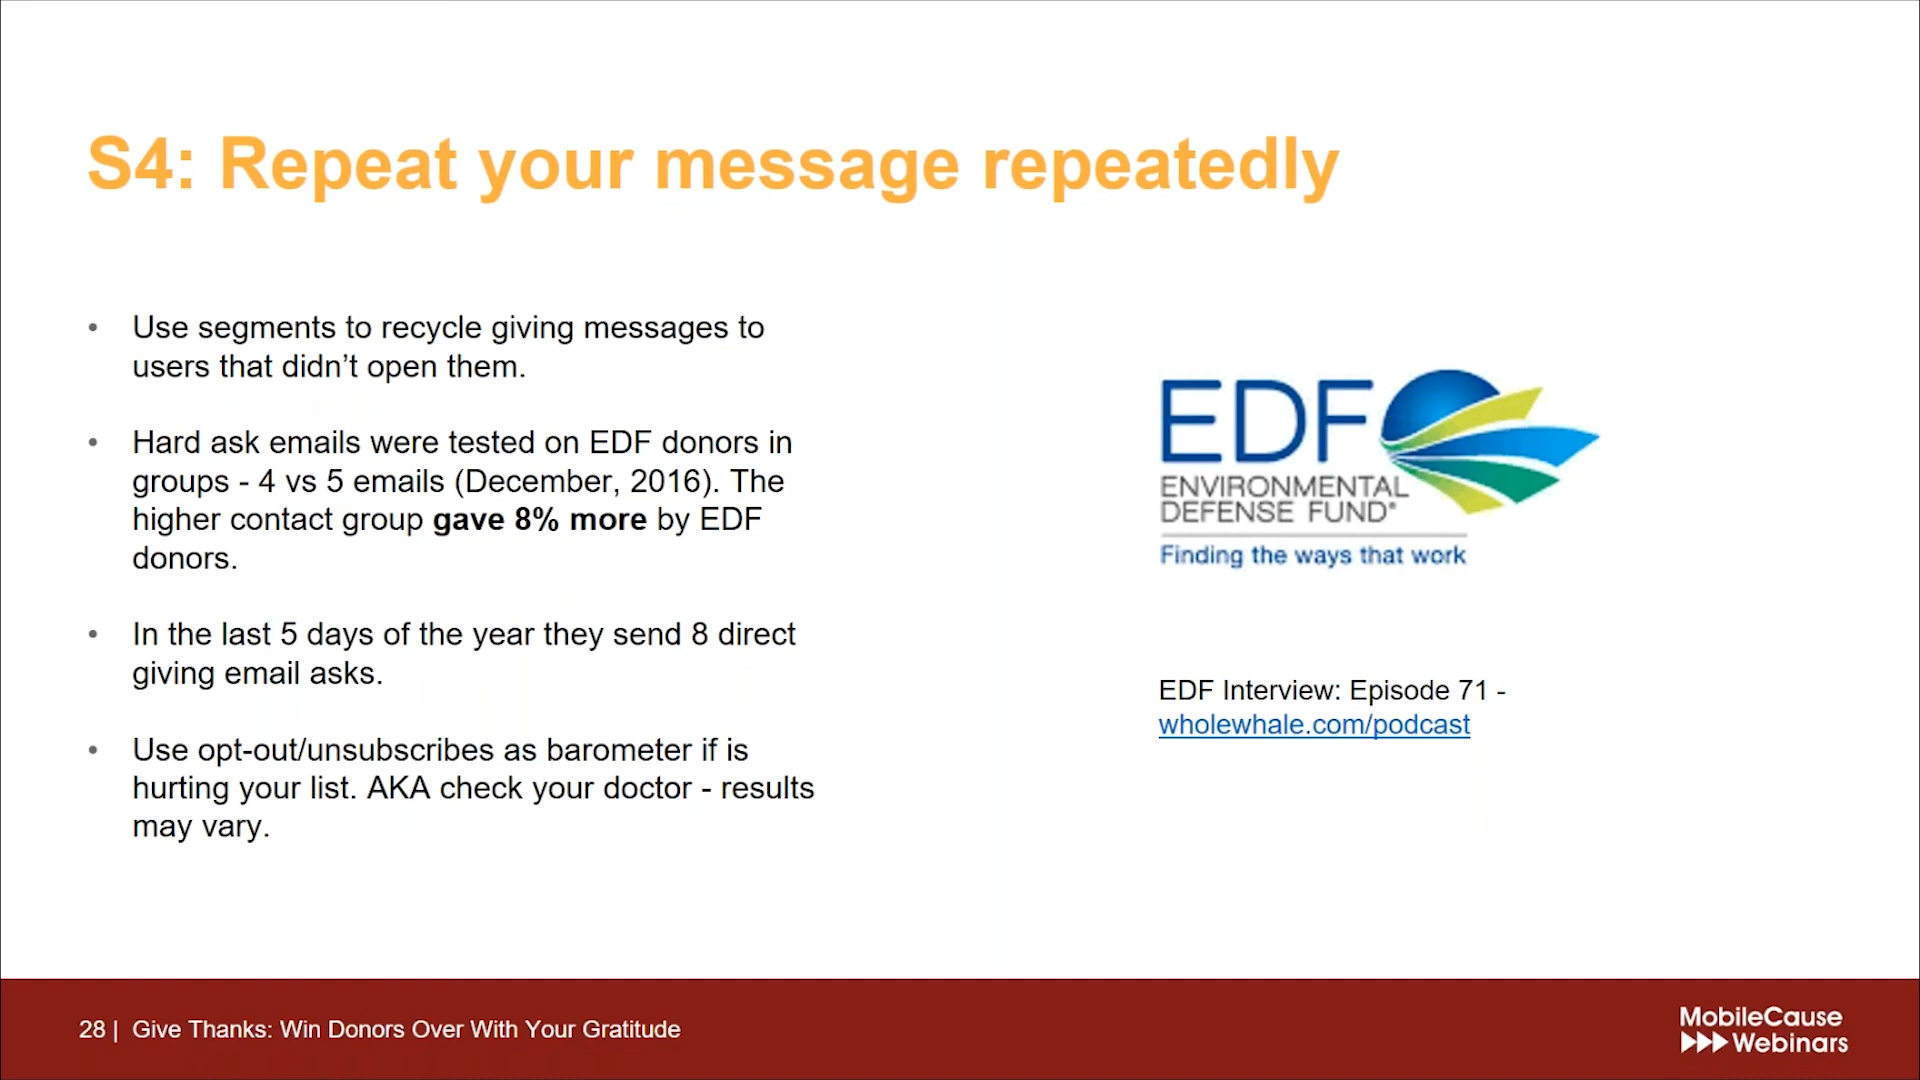 S4: Repeat your message repeatedly
• Use segments to recycle giving messages to
users that didn’t open them.
• Hard ask emails were tested on EDF donors in
groups - 4 vs 5 emails (December, 2016). The
higher contact group gave 8% more by EDF
donors.
• In the last 5 days of the year they send 8 direct
giving email asks.
• Use opt-out/unsubscribes as barometer if is
hurting your list. AKA check your doctor - results
may vary.
EDF
ENVIRONMENTAL
DEFENSE FUND®
Finding the ways that work
EDF Interview: Episode 71 -
wholewhale.com/podcast
28 | Give Thanks: Win Donors Over With Your Gratitude
MobileCause
Webinars